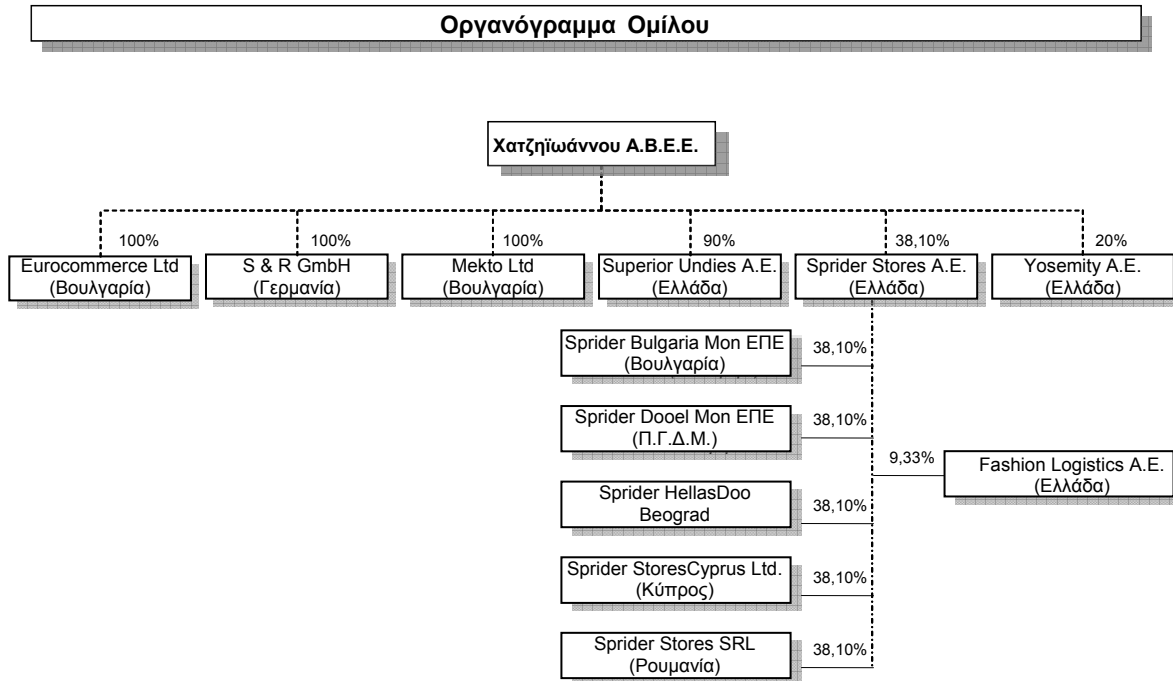 Οργανόγραμμα Ομίλου
Χατζηϊωάννου Α.Β.Ε.Ε.
100%
100%
100%
90%
38,10%
20%
Eurocommerce Ltd
(Βουλγαρία)
S & R GmbH
(Γερμανία)
Mekto Ltd
(Βουλγαρία)
Superior Undies A.E.
(Ελλάδα)
Sprider Stores A.E.
(Ελλάδα)
Yosemity A.E.
(Ελλάδα)
Sprider Bulgaria Mon ΕΠΕ
(Βουλγαρία)
38,10%
Sprider Dooel Mon ΕΠΕ
(Π.Γ.Δ.Μ.)
38,10%
9,33%
Fashion Logistics A.E.
(Ελλάδα)
Sprider HellasDoo
Beograd
38,10%
Sprider StoresCyprus Ltd.
(Κύπρος)
38,10%
Sprider Stores SRL
(Ρουμανία)
38,10%